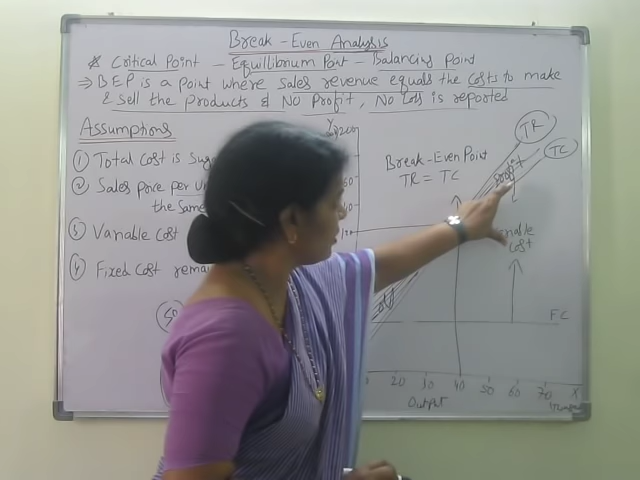 Break - Even Analysis
* Critical Point - Equilibrium Point - Balancing Point
⇒ BEP is a point where sales revenue equals the costs to make
& sell the products & No Profit, No Loss is reported
Assumptions
① Total Cost is
② Sales price per
the same
③ Variable Cost
④ Fixed Cost
50
Y
TR
TC
Break-Even Point
TR = TC
Profit
Cost
FC
20 30 40 50 60 70 X
Output